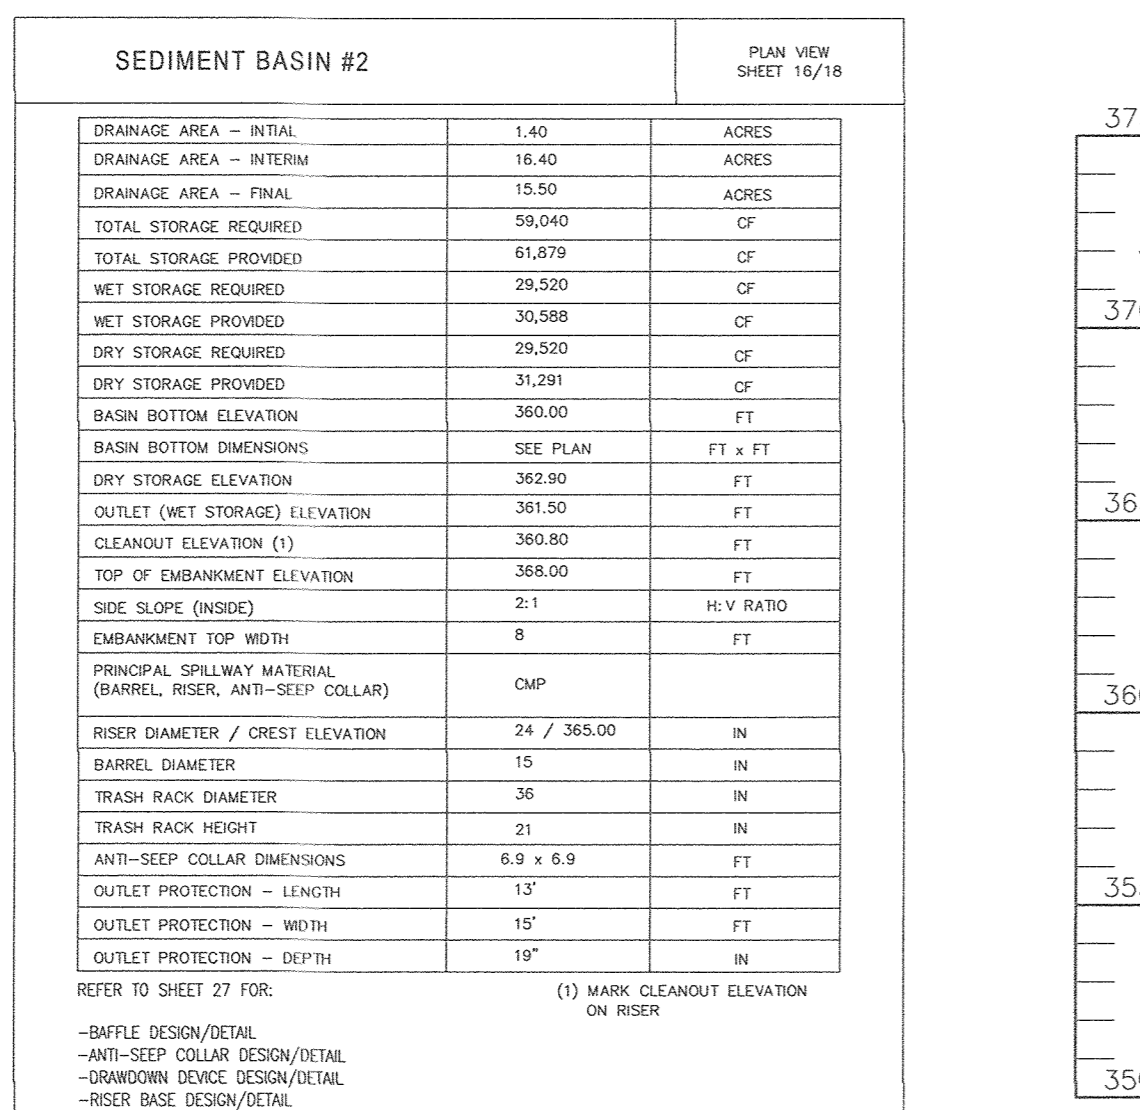 SEDIMENT BASIN #2
PLAN VIEW
SHEET 16/18
DRAINAGE AREA - INTIAL 1.40 ACRES
DRAINAGE AREA - INTERIM 16.40 ACRES
DRAINAGE AREA - FINAL 15.50 ACRES
TOTAL STORAGE REQUIRED 59,040 CF
TOTAL STORAGE PROVIDED 61,879 CF
WET STORAGE REQUIRED 29,520 CF
WET STORAGE PROVIDED 30,588 CF
DRY STORAGE REQUIRED 29,520 CF
DRY STORAGE PROVIDED 31,291 CF
BASIN BOTTOM ELEVATION 360.00 FT
BASIN BOTTOM DIMENSIONS SEE PLAN FT x FT
DRY STORAGE ELEVATION 362.90 FT
OUTLET (WET STORAGE) ELEVATION 361.50 FT
CLEANOUT ELEVATION (1) 360.80 FT
TOP OF EMBANKMENT ELEVATION 368.00 FT
SIDE SLOPE (INSIDE) 2:1 H:V RATIO
EMBANKMENT TOP WIDTH 8 FT
PRINCIPAL SPILLWAY MATERIAL
(BARREL, RISER, ANTI-SEEP COLLAR) CMP
RISER DIAMETER / CREST ELEVATION 24 / 365.00 IN
BARREL DIAMETER 15 IN
TRASH RACK DIAMETER 36 IN
TRASH RACK HEIGHT 21 IN
ANTI-SEEP COLLAR DIMENSIONS 6.9 x 6.9 FT
OUTLET PROTECTION - LENGTH 13' FT
OUTLET PROTECTION - WIDTH 15' FT
OUTLET PROTECTION - DEPTH 19" IN
REFER TO SHEET 27 FOR:
(1) MARK CLEANOUT ELEVATION
ON RISER
-BAFFLE DESIGN/DETAIL
-ANTI-SEEP COLLAR DESIGN/DETAIL
-DRAWDOWN DEVICE DESIGN/DETAIL
-RISER BASE DESIGN/DETAIL